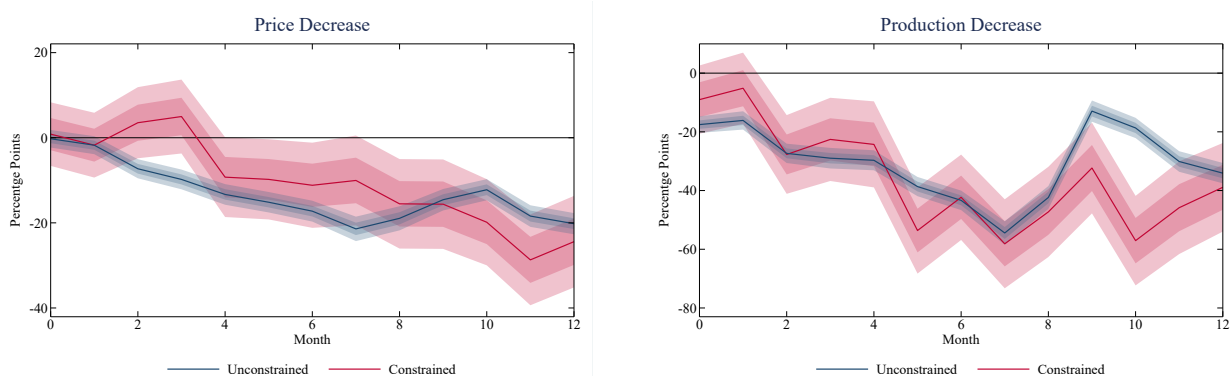 Price Decrease
20
0
-20
-40
Percentge Points
0 2 4 6 8 10 12
Month
Unconstrained Constrained
Production Decrease
0
-20
-40
-60
-80
Percentge Points
0 2 4 6 8 10 12
Month
Unconstrained Constrained